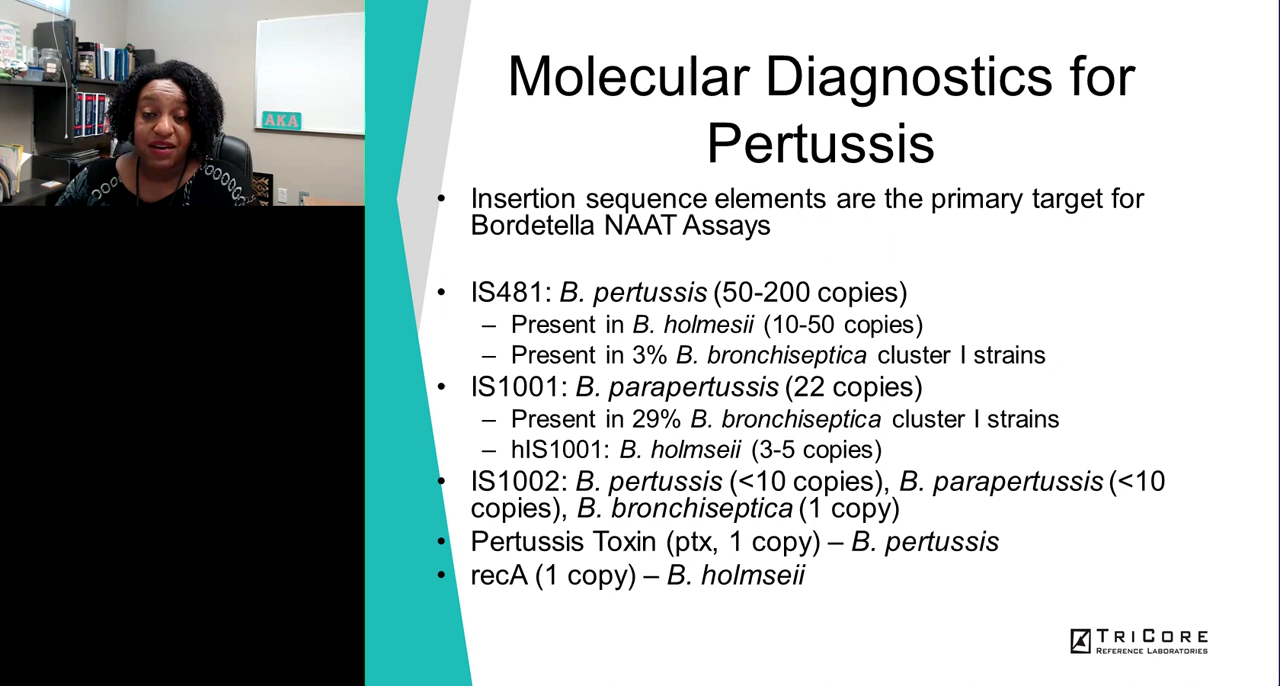 AKA
Molecular Diagnostics for
Pertussis
• Insertion sequence elements are the primary target for
Bordetella NAAT Assays
• IS481: B. pertussis (50-200 copies)
– Present in B. holmesii (10-50 copies)
– Present in 3% B. bronchiseptica cluster I strains
• IS1001: B. parapertussis (22 copies)
– Present in 29% B. bronchiseptica cluster I strains
– hIS1001: B. holmseii (3-5 copies)
• IS1002: B. pertussis (<10 copies), B. parapertussis (<10
copies), B. bronchiseptica (1 copy)
• Pertussis Toxin (ptx, 1 copy) – B. pertussis
• recA (1 copy) – B. holmseii
TRICORE
REFERENCE LABORATORIES